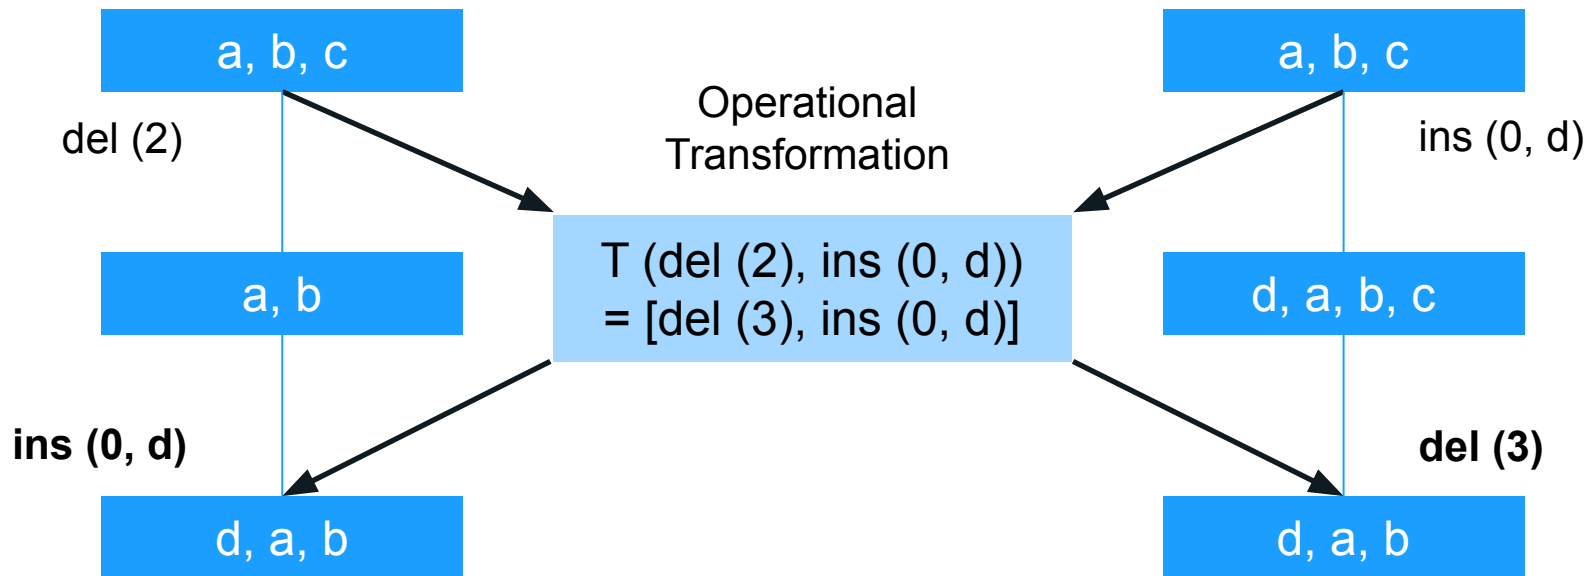 a, b, c
a, b, c
Operational
Transformation
del (2)
ins (0, d)
T (del (2), ins (0, d))
= [del (3), ins (0, d)]
a, b
d, a, b, c
ins (0, d)
del (3)
d, a, b
d, a, b